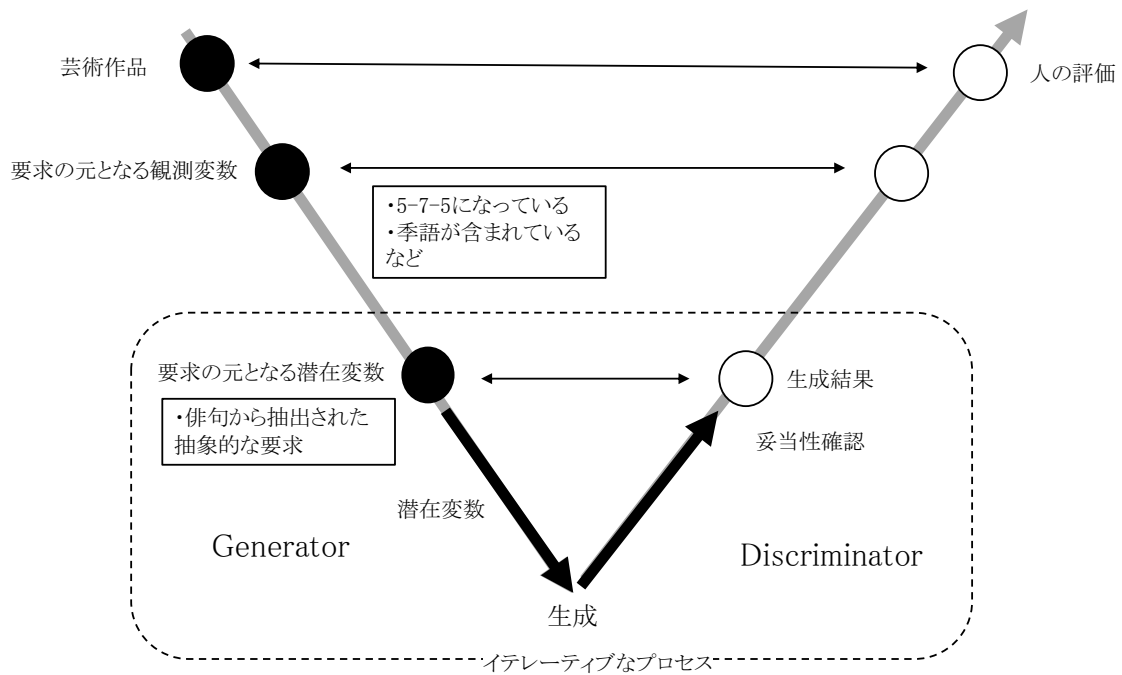 芸術作品
人の評価
要求の元となる観測変数
・5-7-5になっている
・季語が含まれている
など
要求の元となる潜在変数
生成結果
・俳句から抽出された
抽象的な要求
妥当性確認
潜在変数
Generator
Discriminator
生成
イテレーティブなプロセス